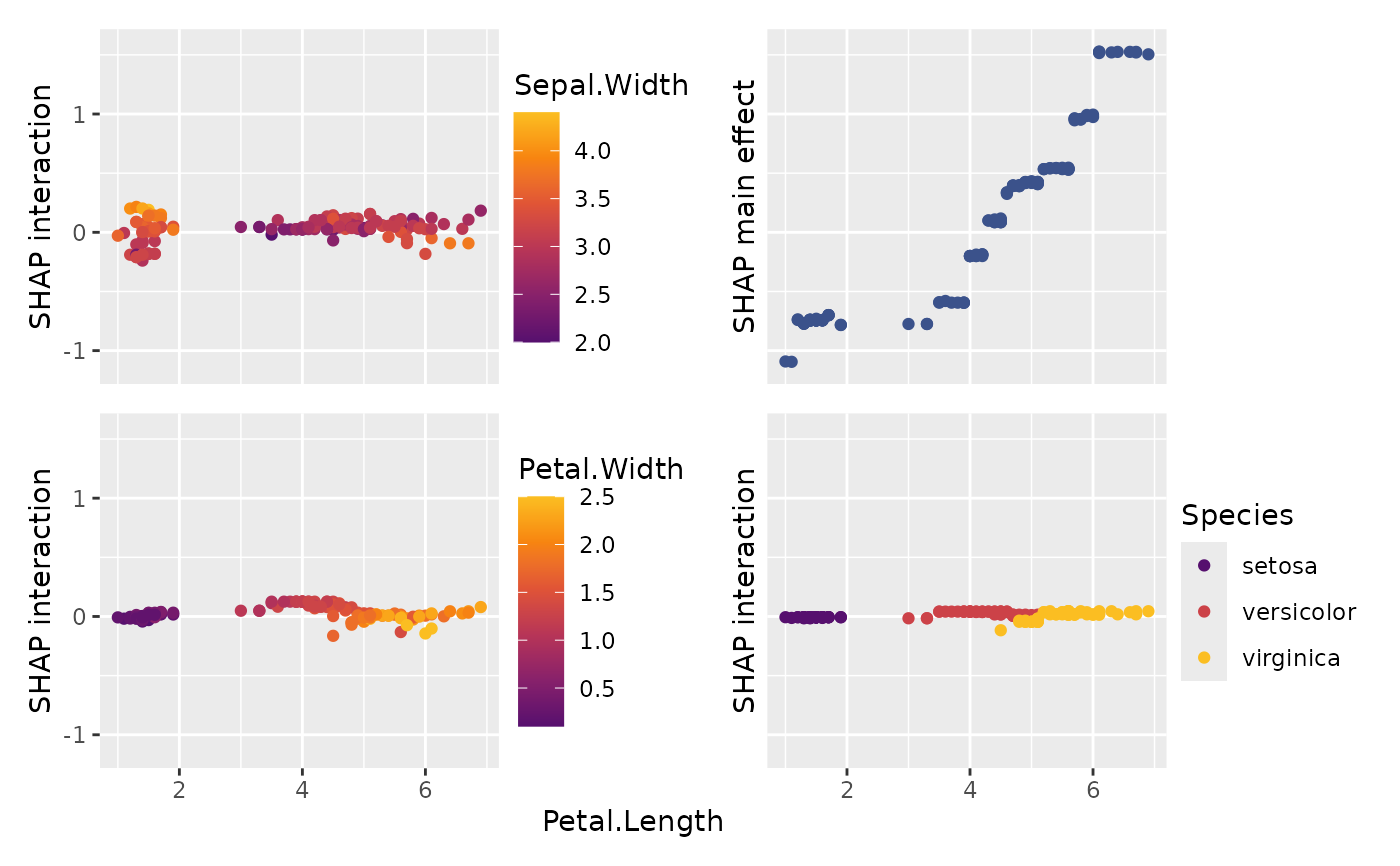 SHAP interaction
1
0
-1
Sepal.Width
4.0
3.5
3.0
2.5
2.0
SHAP main effect
SHAP interaction
1
0
-1
2
4
6
Petal.Width
2.5
2.0
1.5
1.0
0.5
SHAP interaction
2
4
6
Species
setosa
versicolor
virginica
Petal.Length